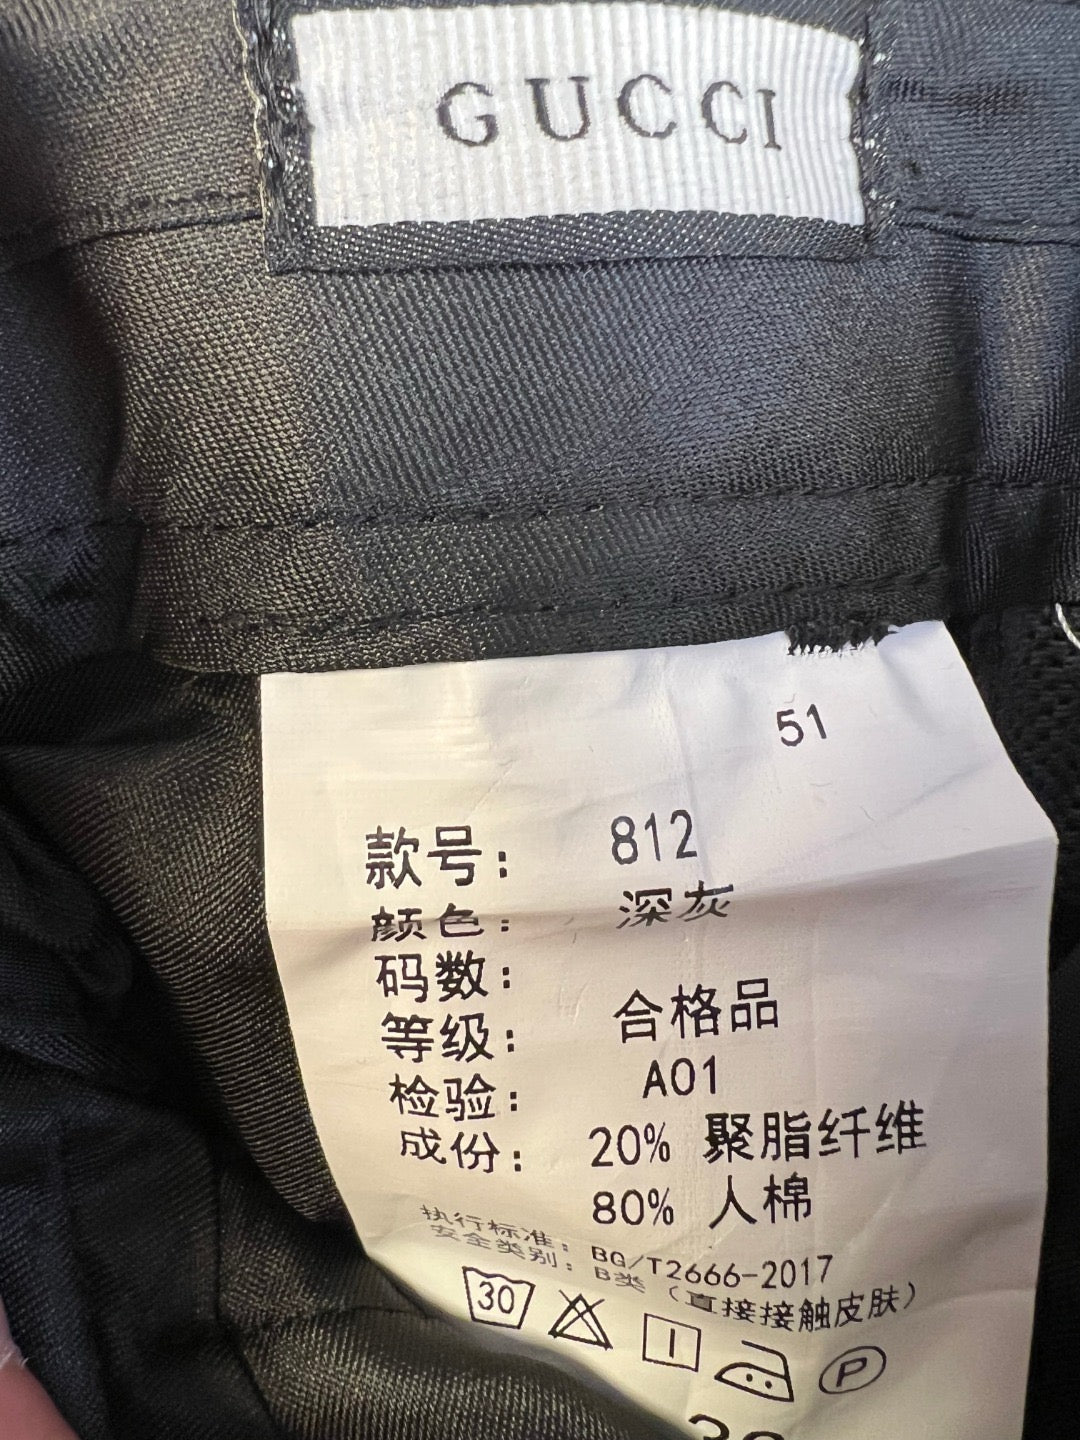 GUCCI
51
款号： 812
颜色： 深灰
码数：
等级： 合格品
检验： A01
成份： 20% 聚脂纤维
80% 人棉
执行标准： BG/T2666-2017
安全类别： B类（直接接触皮肤）
30
P